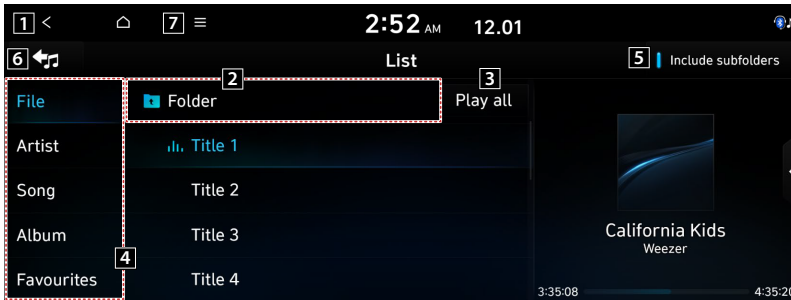 1 7 2:52 AM 12.01
6 List 5 Include subfolders
2 3
File Folder Play all
Artist Title 1
Song Title 2
Album Title 3
4
Favourites Title 4
California Kids
Weezer
3:35:08 4:35:20